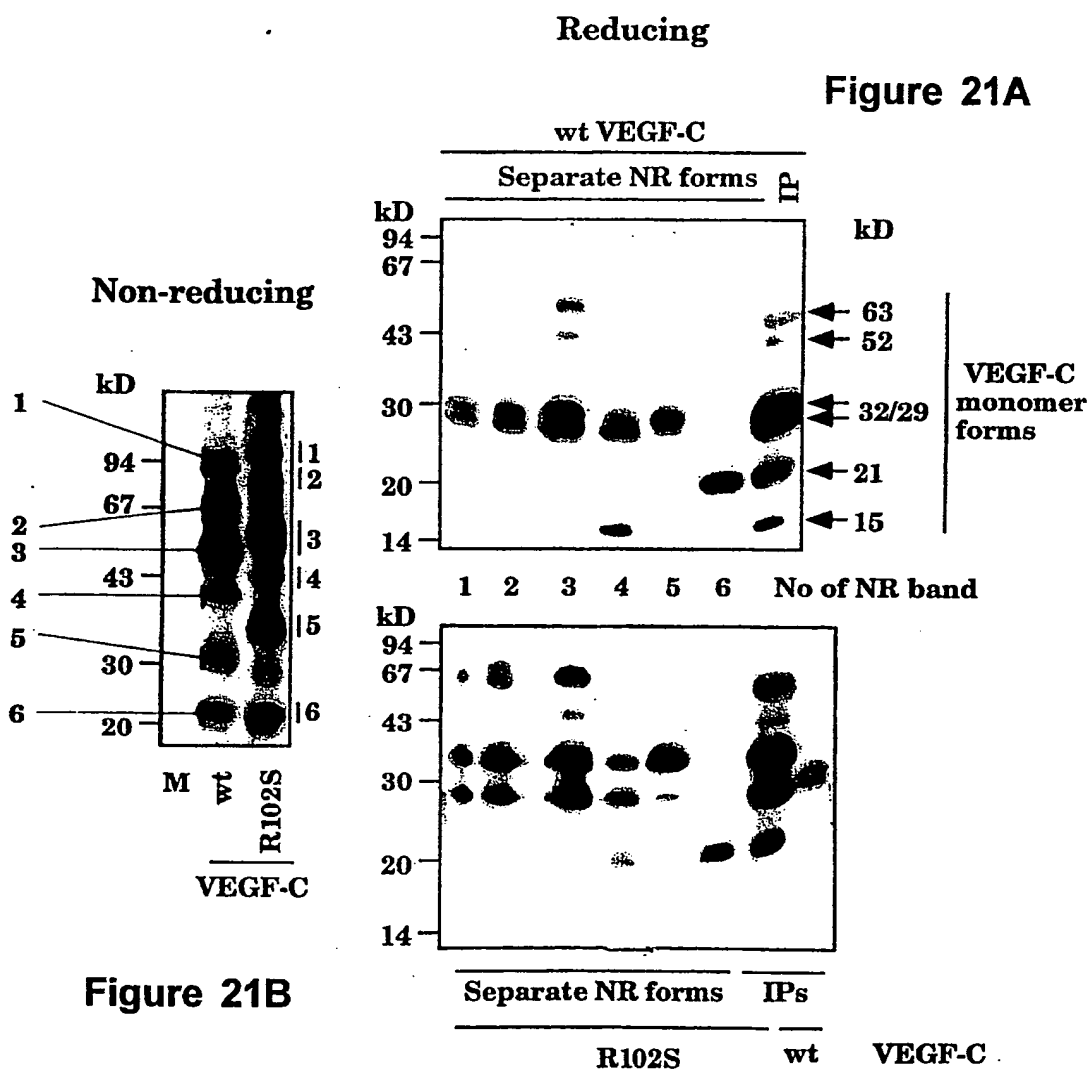 Reducing
Figure 21A
wt VEGF-C
Separate NR forms
IP
kD
94
67
43
30
20
14
kD
63
52
32/29
21
15
VEGF-C
monomer
forms
Non-reducing
kD
94
67
43
30
20
1
2
3
4
5
6
1
2
3
4
5
6
M
wt
R102S
VEGF-C
1 2 3 4 5 6 No of NR band
kD
94
67
43
30
20
14
Separate NR forms IPs
R102S wt VEGF-C
Figure 21B